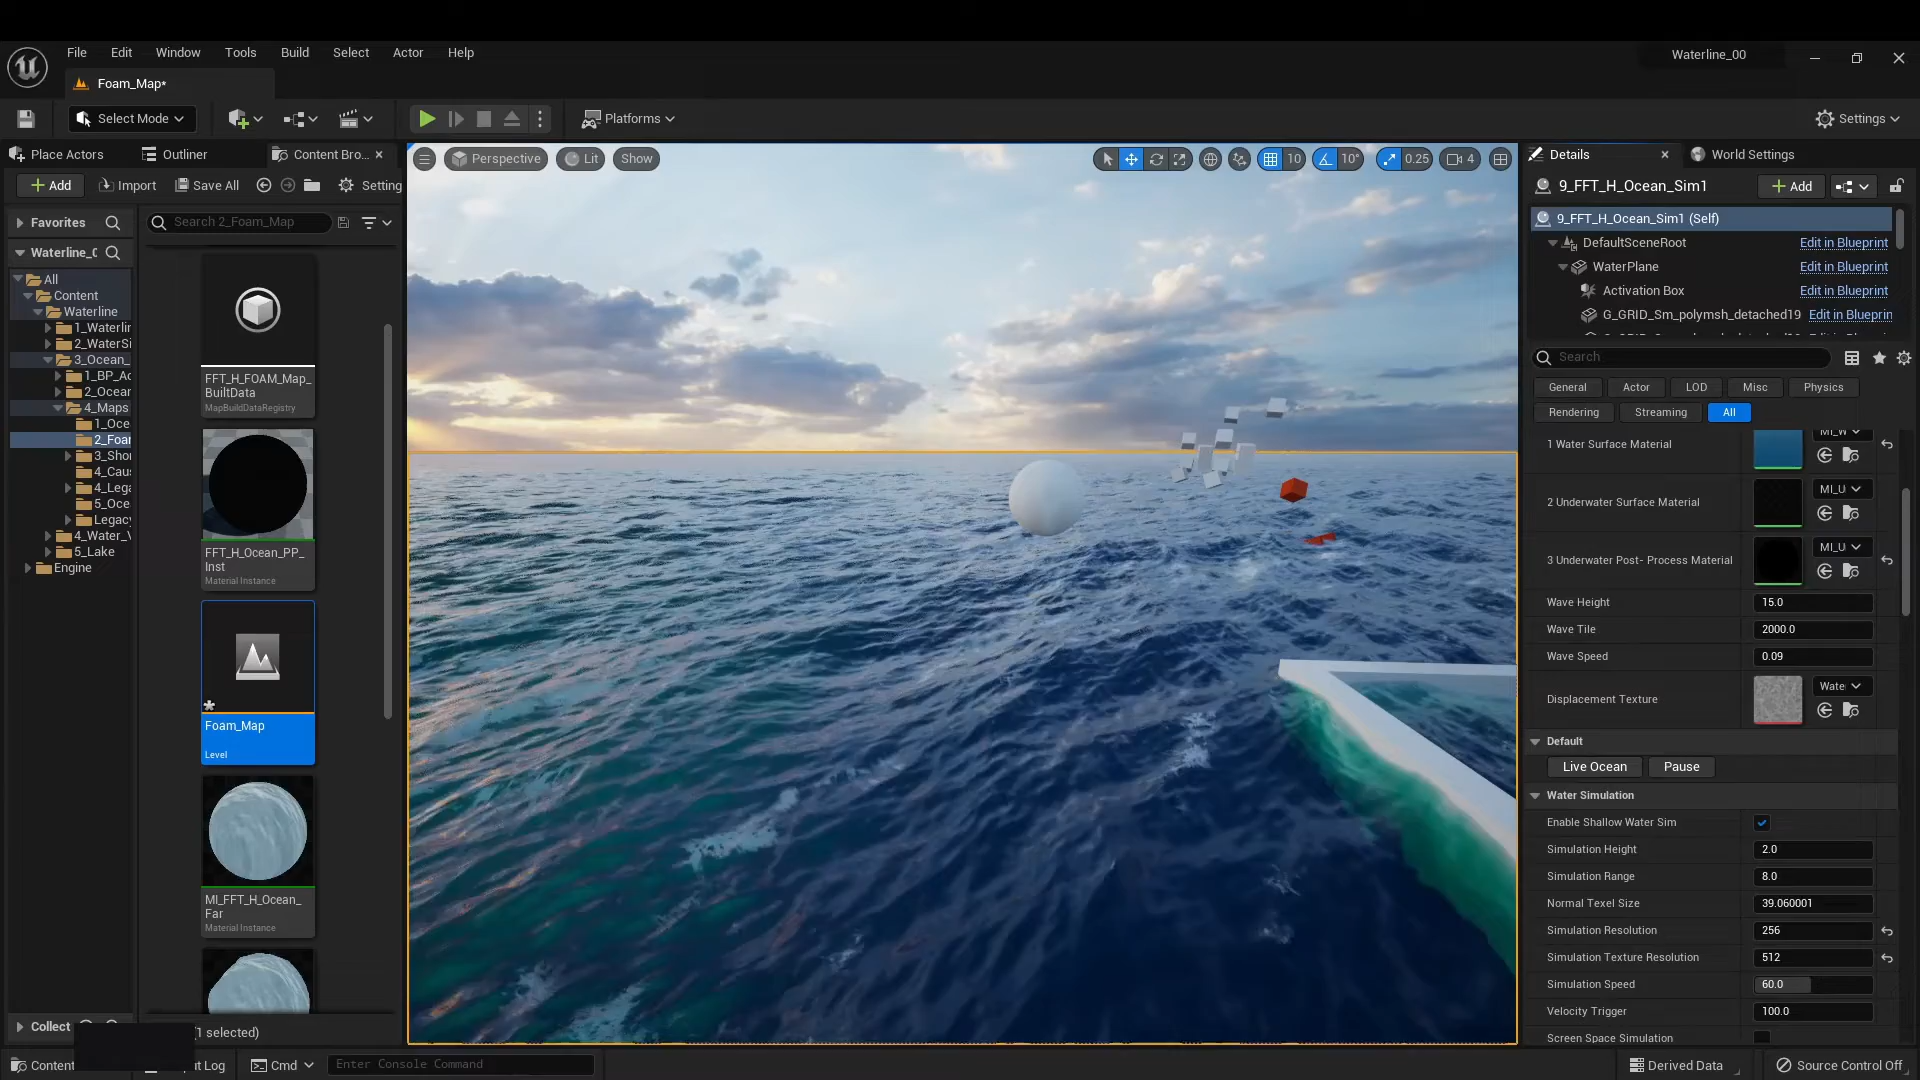 File Edit Window Tools Build Select Actor Help
Waterline_00
Foam_Map*
Select Mode
Platforms
Settings
Place Actors
Outliner
Content Bro...
Add
Import
Save All
Setting
Favorites
Search 2_Foam_Map
Waterline_(
All
Content
Waterline
1_Waterlin
2_WaterSi
3_Ocean_
1_BP_Ac
2_Ocear
4_Maps
1_Oce
2_Foar
3_Sho
4_Cau
4_Lega
5_Oce
Legacy
4_Water_V
5_Lake
Engine
FFT_H_FOAM_Map_
BuiltData
MapBuildDataRegistry
FFT_H_Ocean_PP_
Inst
Material Instance
Foam_Map
Level
MI_FFT_H_Ocean_
Far
Material Instance
Collect
(1 selected)
Perspective
Lit
Show
10
10°
0.25
4
Details
World Settings
9_FFT_H_Ocean_Sim1
Add
9_FFT_H_Ocean_Sim1 (Self)
DefaultSceneRoot Edit in Blueprint
WaterPlane Edit in Blueprint
Activation Box Edit in Blueprint
G_GRID_Sm_polymsh_detached19 Edit in Blueprin
Search
General Actor LOD Misc Physics
Rendering Streaming All
1 Water Surface Material
2 Underwater Surface Material MI_U
3 Underwater Post- Process Material MI_U
Wave Height 15.0
Wave Tile 2000.0
Wave Speed 0.09
Displacement Texture Wate
Default
Live Ocean Pause
Water Simulation
Enable Shallow Water Sim
Simulation Height 2.0
Simulation Range 8.0
Normal Texel Size 39.060001
Simulation Resolution 256
Simulation Texture Resolution 512
Simulation Speed 60.0
Velocity Trigger 100.0
Screen Space Simulation
Content
ut Log
Cmd
Enter Console Command
Derived Data
Source Control Off